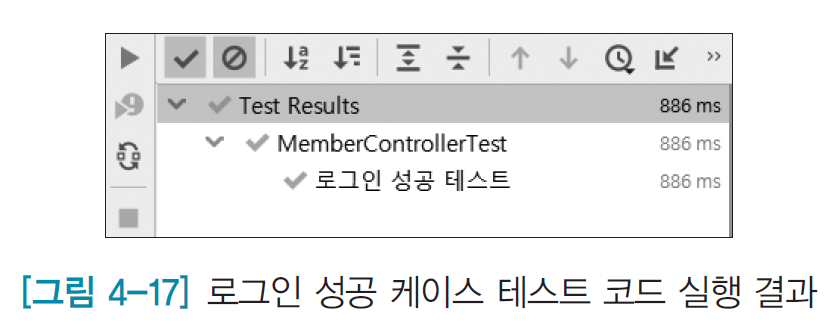 Test Results 886 ms
MemberControllerTest 886 ms
로그인 성공 테스트 886 ms
[그림 4-17] 로그인 성공 케이스 테스트 코드 실행 결과